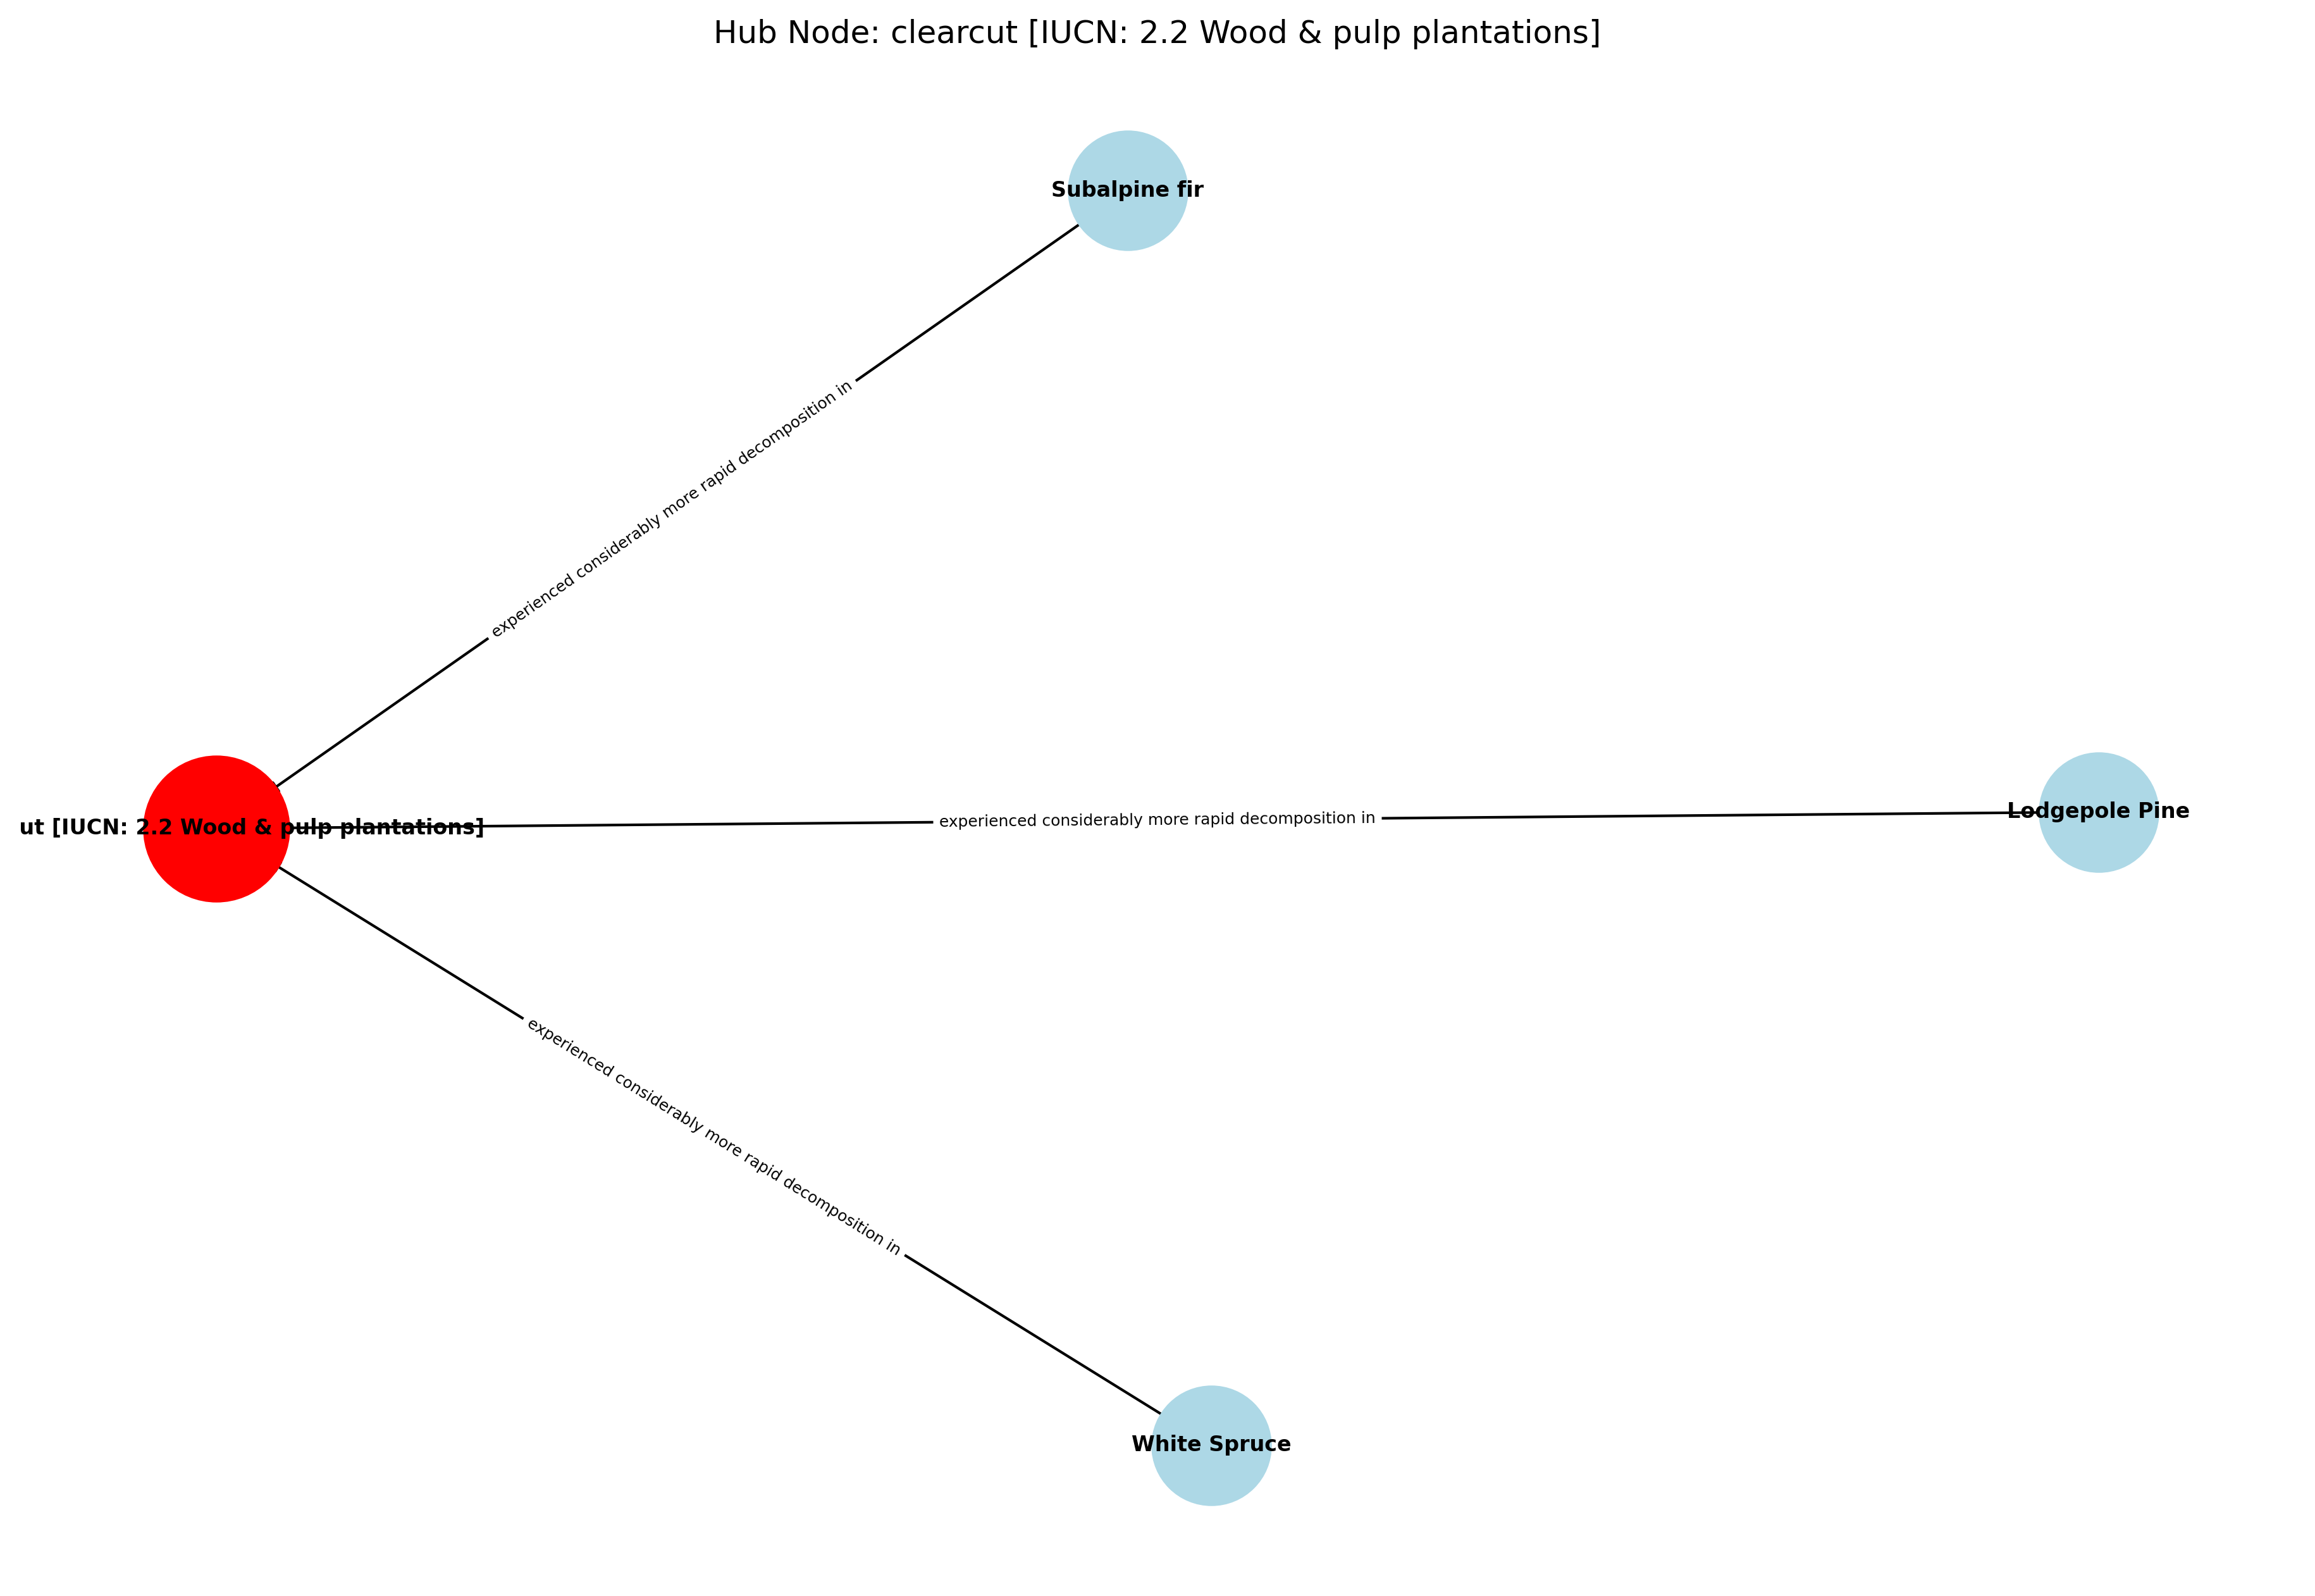 Hub Node: clearcut [IUCN: 2.2 Wood & pulp plantations]
Subalpine fir
experienced considerably more rapid decomposition in
ut [IUCN: 2.2 Wood & pulp plantations]
experienced considerably more rapid decomposition in
Lodgepole Pine
experienced considerably more rapid decomposition in
White Spruce